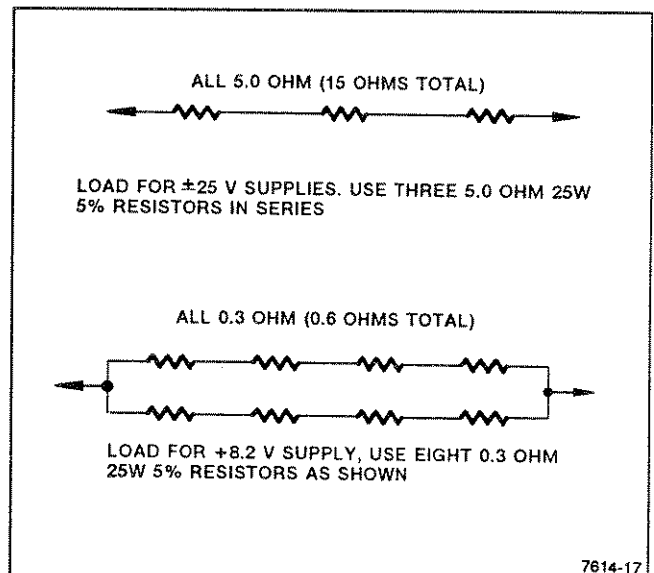 ALL 5.0 OHM (15 OHMS TOTAL)
LOAD FOR ±25 V SUPPLIES. USE THREE 5.0 OHM 25W
5% RESISTORS IN SERIES
ALL 0.3 OHM (0.6 OHMS TOTAL)
LOAD FOR +8.2 V SUPPLY, USE EIGHT 0.3 OHM
25W 5% RESISTORS AS SHOWN
7614-17